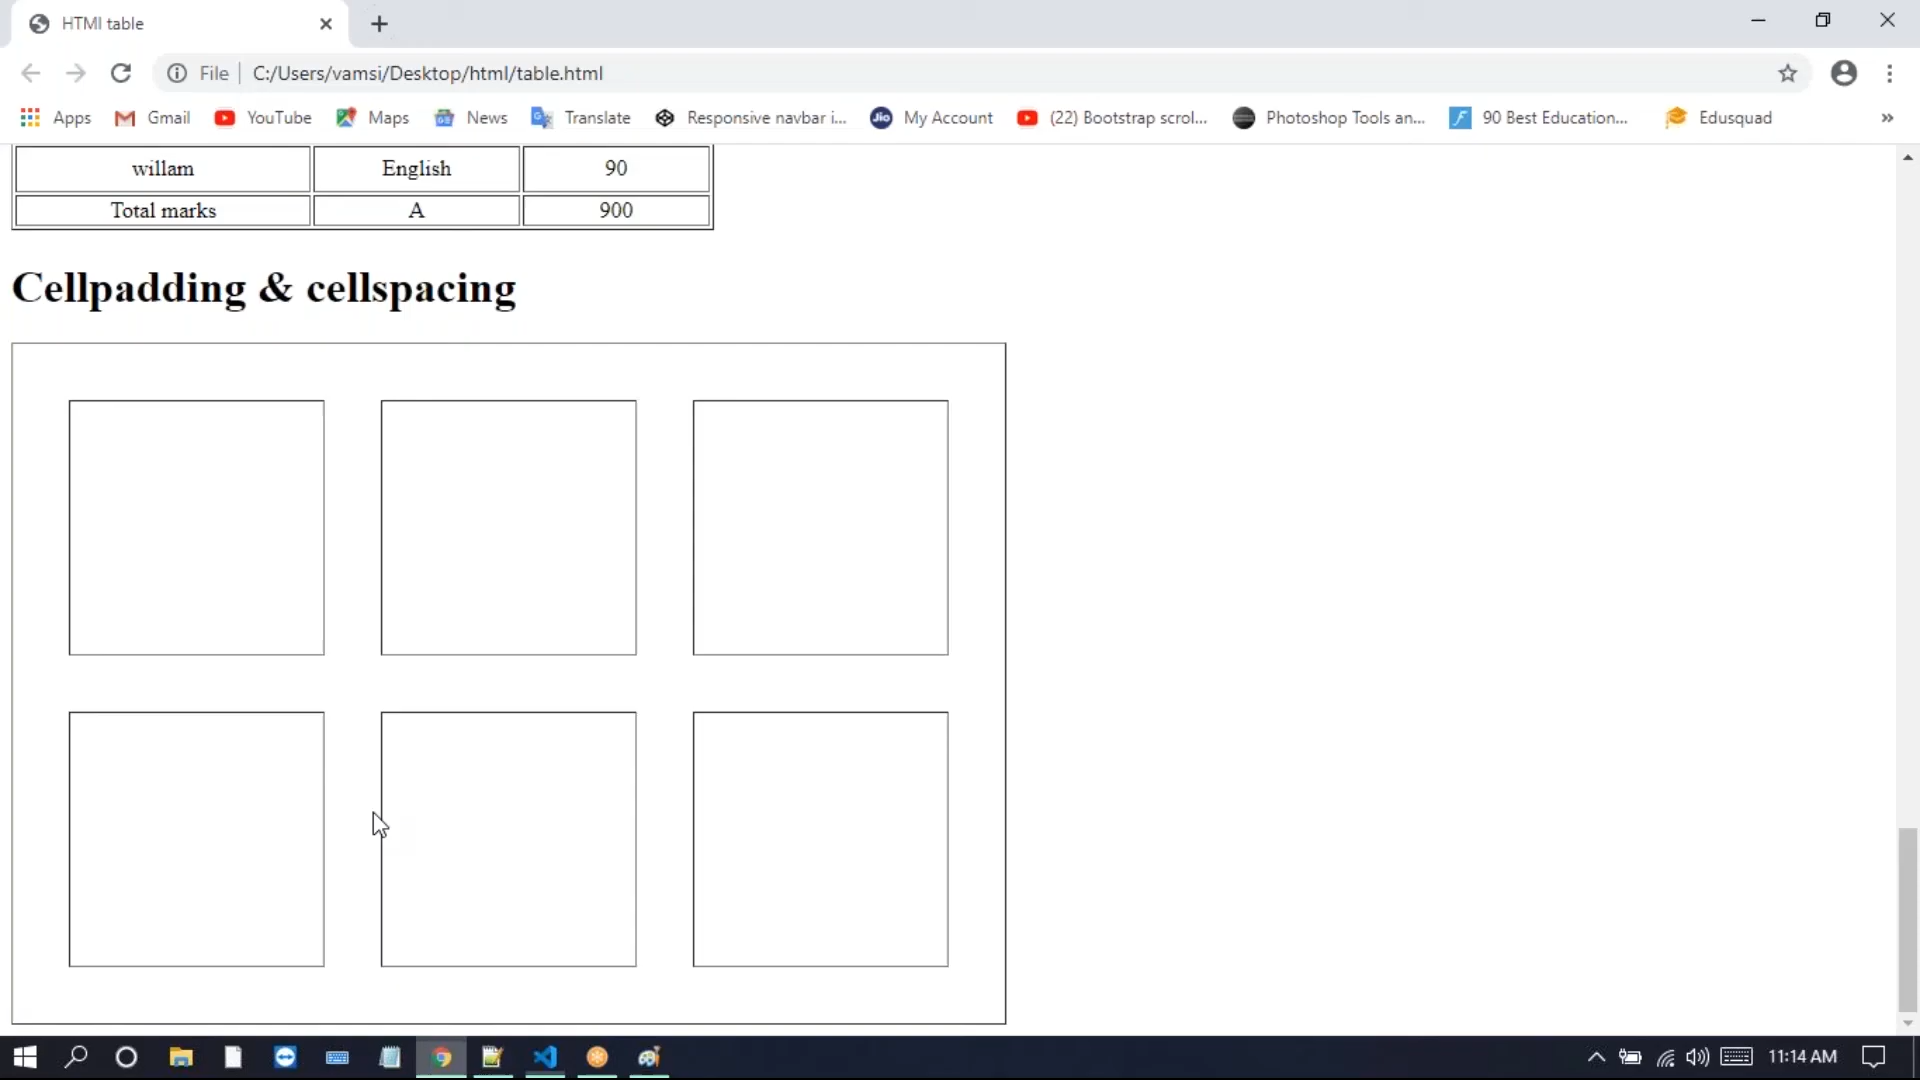 HTMl table
File C:/Users/vamsi/Desktop/html/table.html
Apps Gmail YouTube Maps News Translate Responsive navbar i... Jio My Account (22) Bootstrap scrol... Photoshop Tools an... 90 Best Education... Edusquad »
willam English 90
Total marks A 900
Cellpadding & cellspacing
11:14 AM